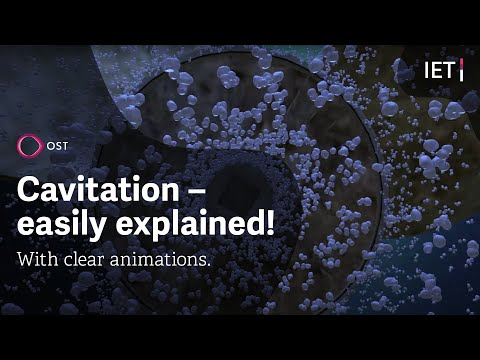 IET
OST
Cavitation –
easily explained!
With clear animations.